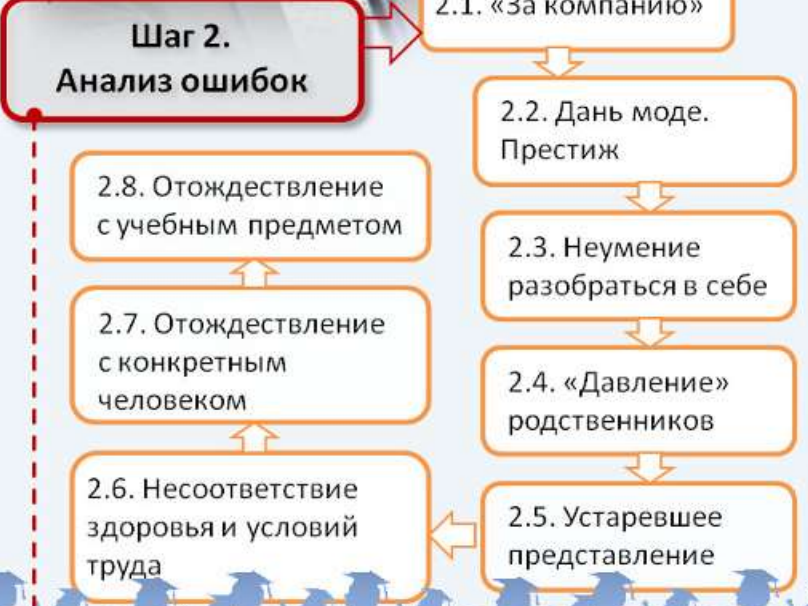 Шаг 2.
Анализ ошибок
2.1. «За компанию»
2.2. Дань моде.
Престиж
2.3. Неумение
разобраться в себе
2.4. «Давление»
родственников
2.5. Устаревшее
представление
2.6. Несоответствие
здоровья и условий
труда
2.7. Отождествление
с конкретным
человеком
2.8. Отождествление
с учебным предметом